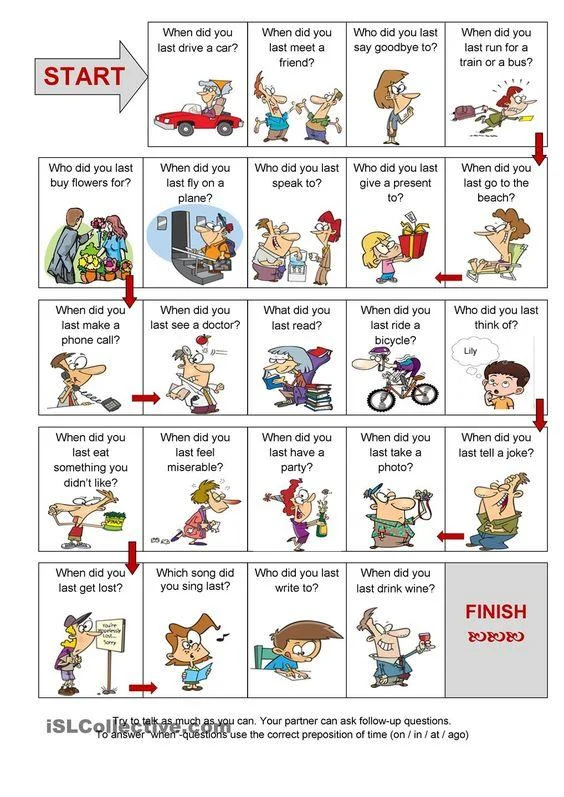 START
When did you
last drive a car?
When did you
last meet a
friend?
Who did you last
say goodbye to?
When did you
last run for a
train or a bus?
Who did you last
buy flowers for?
When did you
last fly on a
plane?
Who did you last
speak to?
Who did you last
give a present
to?
When did you
last go to the
beach?
When did you
last make a
phone call?
When did you
last see a doctor?
What did you
last read?
When did you
last ride a
bicycle?
Who did you last
think of?
Lily
When did you
last eat
something you
didn't like?
When did you
last feel
miserable?
When did you
last have a
party?
When did you
last take a
photo?
When did you
last tell a joke?
When did you
last get lost?
You're
Hopelessly
Lost...
Sorry
Which song did
you sing last?
Who did you last
write to?
When did you
last drink wine?
FINISH
Try to talk as much as you can. Your partner can ask follow-up questions.
iSLCollective.com
To answer "when"-questions use the correct preposition of time (on / in / at / ago)